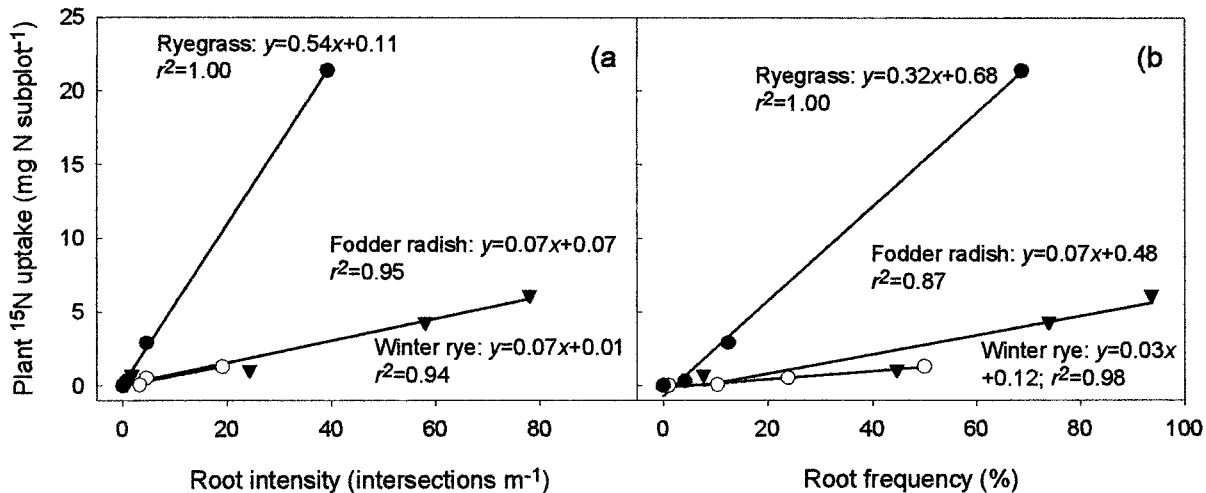 Plant ¹⁵N uptake (mg N subplot⁻¹)
25
20
15
10
5
0
Ryegrass: y=0.54x+0.11
r²=1.00
(a
Fodder radish: y=0.07x+0.07
r²=0.95
Winter rye: y=0.07x+0.01
r²=0.94
0 20 40 60 80
Root intensity (intersections m⁻¹)
(b
Ryegrass: y=0.32x+0.68
r²=1.00
Fodder radish: y=0.07x+0.48
r²=0.87
Winter rye: y=0.03x
+0.12; r²=0.98
0 20 40 60 80 100
Root frequency (%)